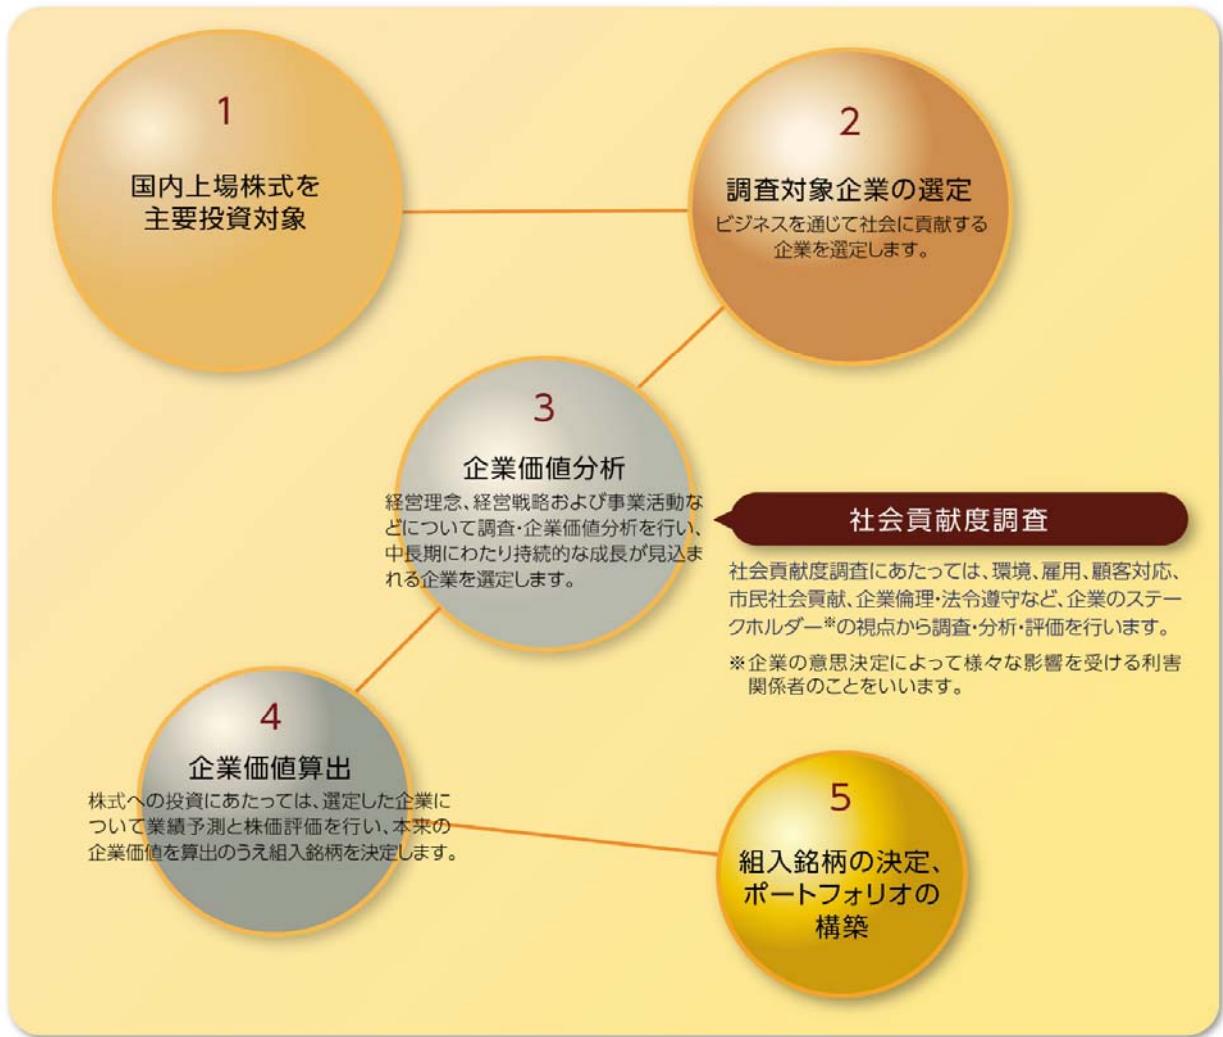 1
国内上場株式を
主要投資対象
2
調査対象企業の選定
ビジネスを通じて社会に貢献する
企業を選定します。
3
企業価値分析
経営理念、経営戦略および事業活動な
どについて調査・企業価値分析を行い、
中長期にわたり持続的な成長が見込ま
れる企業を選定します。
社会貢献度調査
社会貢献度調査にあたっては、環境、雇用、顧客対応、
市民社会貢献、企業倫理・法令遵守など、企業のステー
クホルダー※の視点から調査・分析・評価を行います。
※企業の意思決定によって様々な影響を受ける利害
関係者のことをいいます。
4
企業価値算出
株式への投資にあたっては、選定した企業に
ついて業績予測と株価評価を行い、本来の
企業価値を算出のうえ組入銘柄を決定します。
5
組入銘柄の決定、
ポートフォリオの
構築